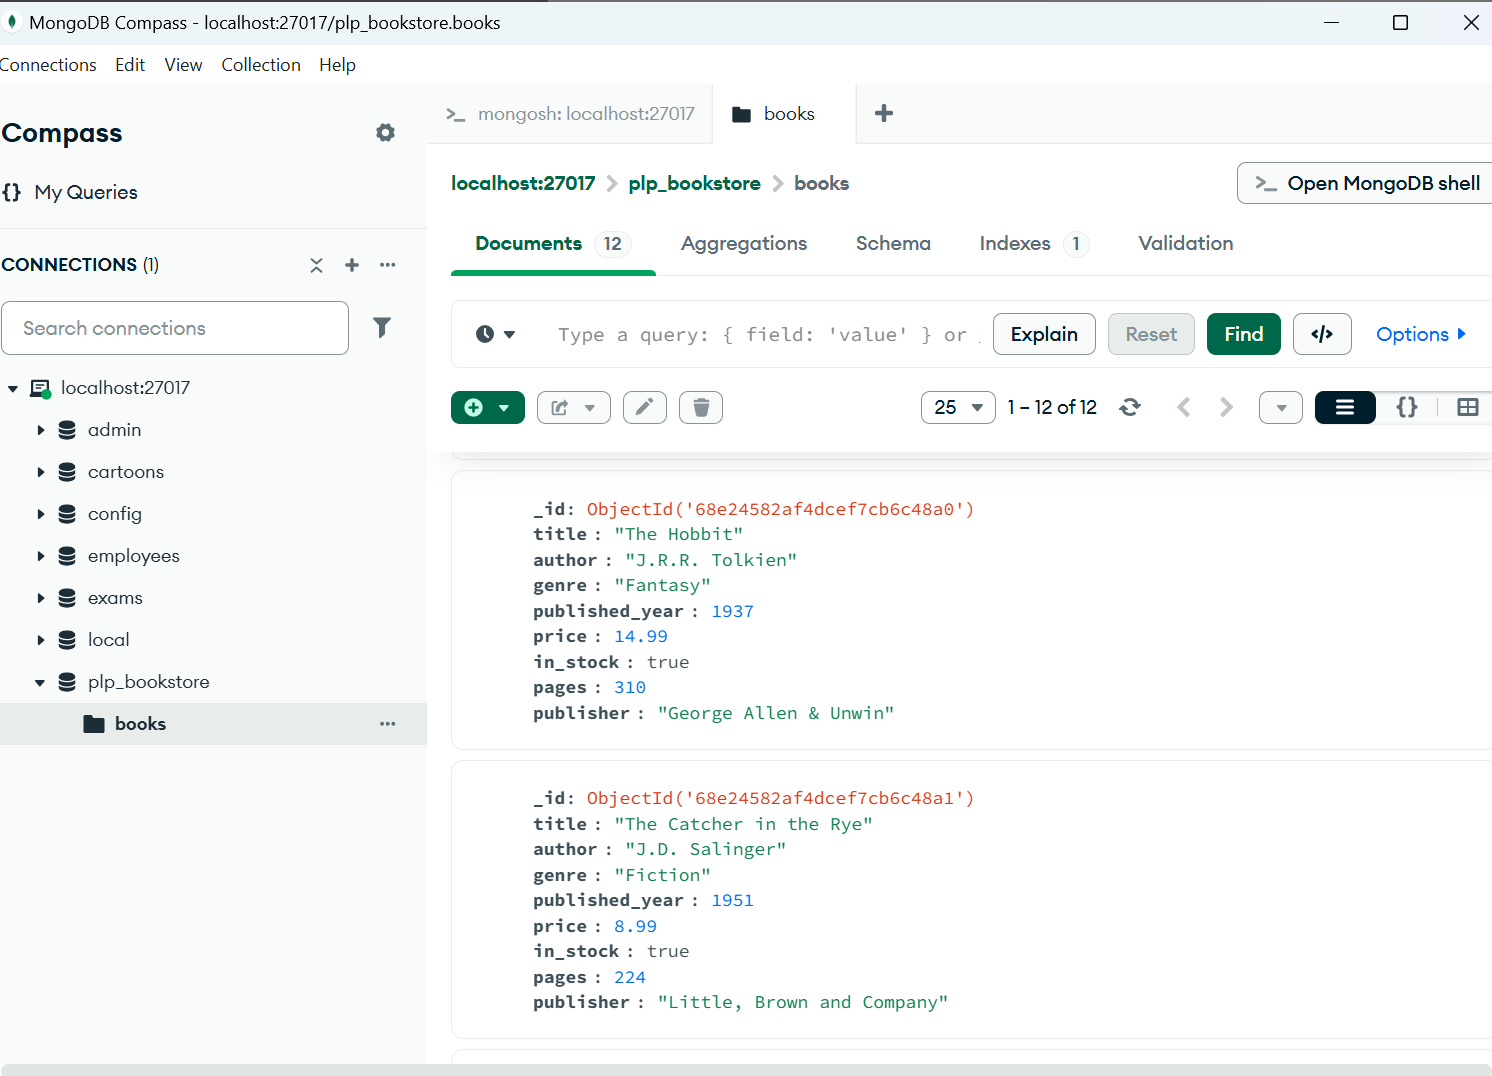 MongoDB Compass - localhost:27017/plp_bookstore.books
Connections Edit View Collection Help
Compass
{} My Queries
CONNECTIONS (1)
Search connections
localhost:27017
admin
cartoons
config
employees
exams
local
plp_bookstore
books
>_ mongosh: localhost:27017
books
localhost:27017 > plp_bookstore > books
>_ Open MongoDB shell
Documents 12 Aggregations Schema Indexes 1 Validation
Type a query: { field: 'value' } or
Explain Reset Find </> Options
25 1 – 12 of 12 {}
_id: ObjectId('68e24582af4dcef7cb6c48a0')
title : "The Hobbit"
author : "J.R.R. Tolkien"
genre : "Fantasy"
published_year : 1937
price : 14.99
in_stock : true
pages : 310
publisher : "George Allen & Unwin"
_id: ObjectId('68e24582af4dcef7cb6c48a1')
title : "The Catcher in the Rye"
author : "J.D. Salinger"
genre : "Fiction"
published_year : 1951
price : 8.99
in_stock : true
pages : 224
publisher : "Little, Brown and Company"